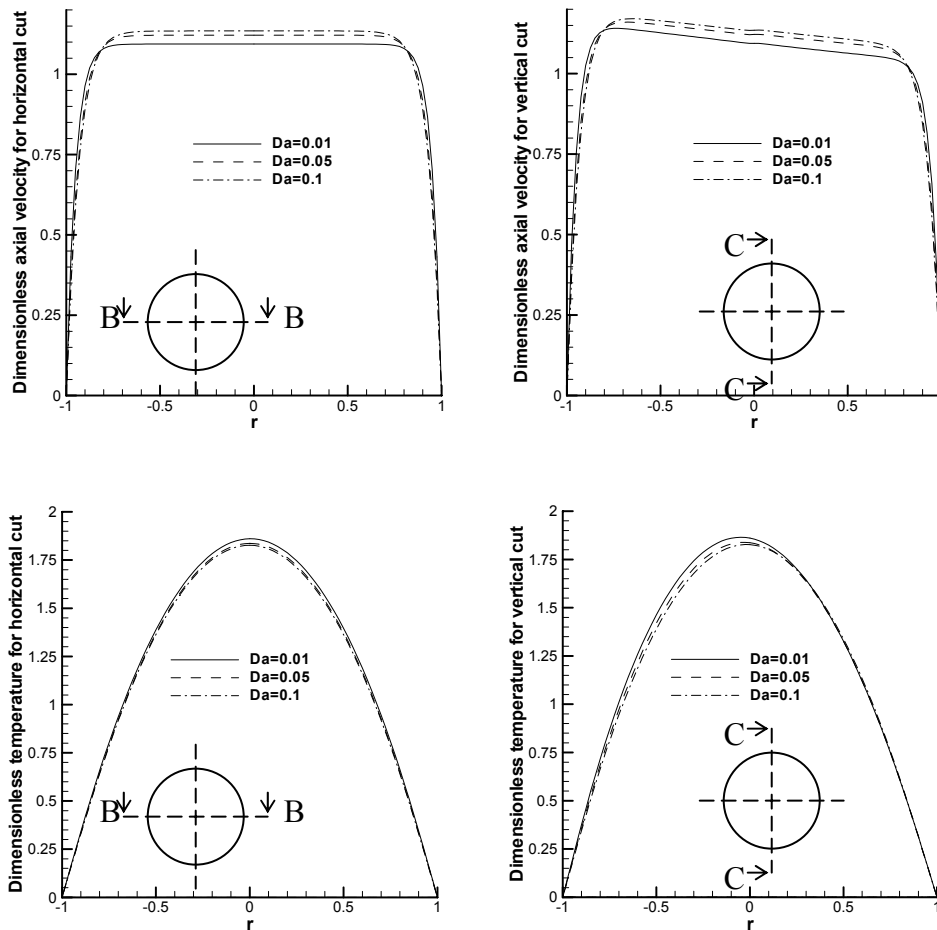 Dimensionless axial velocity for horizontal cut
1
0.75
0.5
0.25
0
Da=0.01
Da=0.05
Da=0.1
B
B
-1
-0.5
0
0.5
1
r
Dimensionless axial velocity for vertical cut
1
0.75
0.5
0.25
0
Da=0.01
Da=0.05
Da=0.1
C
C
-1
-0.5
0
0.5
r
Dimensionless temperature for horizontal cut
2
1.75
1.5
1.25
1
0.75
0.5
0.25
0
Da=0.01
Da=0.05
Da=0.1
B
B
-1
-0.5
0
0.5
1
r
Dimensionless temperature for vertical cut
2
1.75
1.5
1.25
1
0.75
0.5
0.25
0
Da=0.01
Da=0.05
Da=0.1
C
C
-1
-0.5
0
0.5
1
r